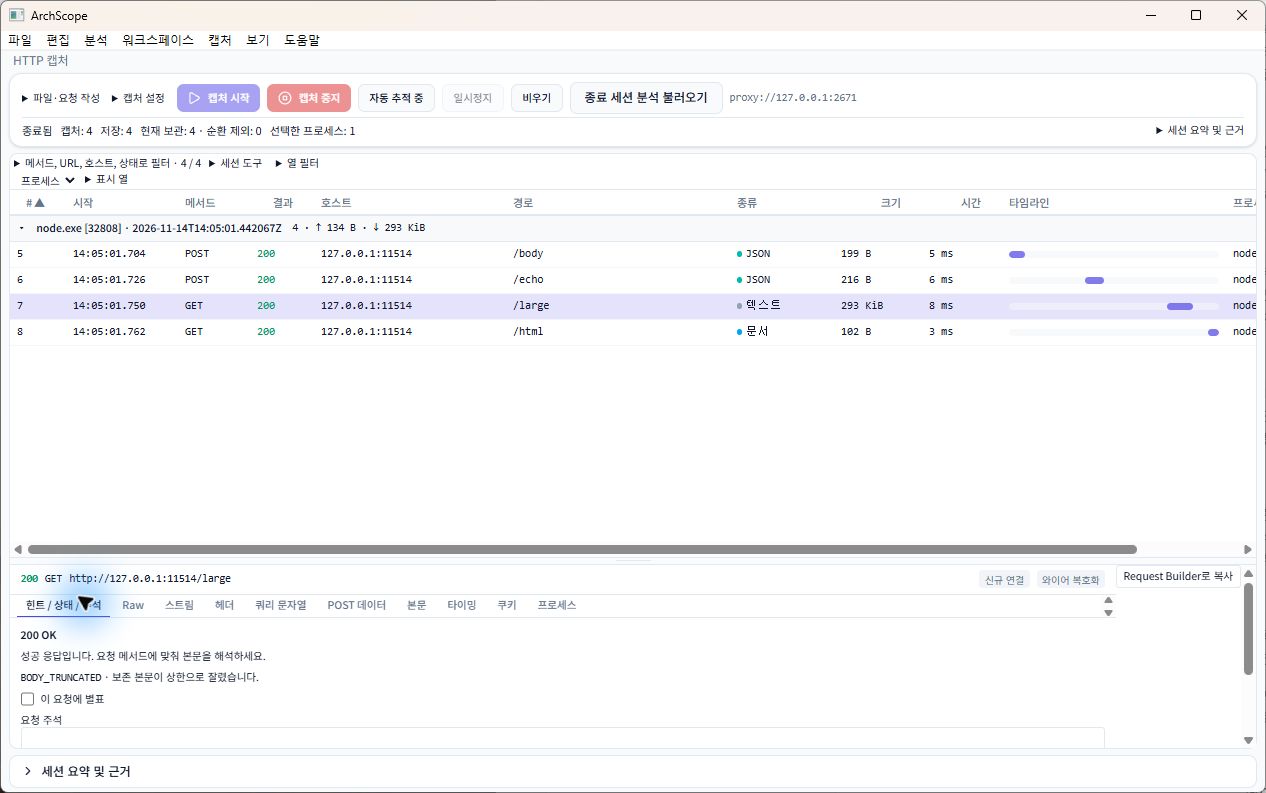 ArchScope
파일 편집 분석 워크스페이스 캡처 보기 도움말
HTTP 캡처
▶ 파일·요청 작성 ▶ 캡처 설정 캡처 시작 캡처 중지 자동 추적 중 일시정지 비우기 종료 세션 분석 불러오기 proxy://127.0.0.1:2671
종료됨 캡처: 4 저장: 4 현재 보관: 4 · 순환 제외: 0 선택한 프로세스: 1 ▶ 세션 요약 및 근거
▶ 메서드, URL, 호스트, 상태로 필터 · 4 / 4 ▶ 세션 도구 ▶ 열 필터
프로세스 ▶ 표시 열
# ▲ 시작 메서드 결과 호스트 경로 종류 크기 시간 타임라인
node.exe [32808] · 2026-11-14T14:05:01.442067Z 4 · ↑ 134 B · ↓ 293 KiB
5 14:05:01.704 POST 200 127.0.0.1:11514 /body JSON 199 B 5 ms node
6 14:05:01.726 POST 200 127.0.0.1:11514 /echo JSON 216 B 6 ms node
7 14:05:01.750 GET 200 127.0.0.1:11514 /large 텍스트 293 KiB 8 ms node
8 14:05:01.762 GET 200 127.0.0.1:11514 /html 문서 102 B 3 ms node
200 GET http://127.0.0.1:11514/large 신규 연결 와이어 복호화 Request Builder로 복사
힌트 / 상태 / Raw 스트림 헤더 쿼리 문자열 POST 데이터 본문 타이밍 쿠키 프로세스
200 OK
성공 응답입니다. 요청 메서드에 맞춰 본문을 해석하세요.
BODY_TRUNCATED · 보존 본문이 상한으로 잘렸습니다.
이 요청에 별표
요청 주석
세션 요약 및 근거